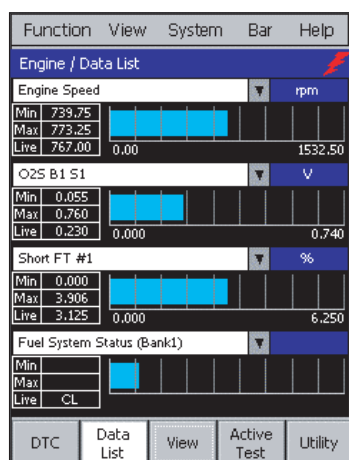 Function View System Bar Help
Engine / Data List
Engine Speed rpm
Min 739.75
Max 773.25
Live 767.00 0.00 1532.50
O2S B1 S1 V
Min 0.055
Max 0.760
Live 0.230 0.000 0.740
Short FT #1 %
Min 0.000
Max 3.906
Live 3.125 0.000 6.250
Fuel System Status (Bank1)
Min
Max
Live CL
DTC Data List View Active Test Utility